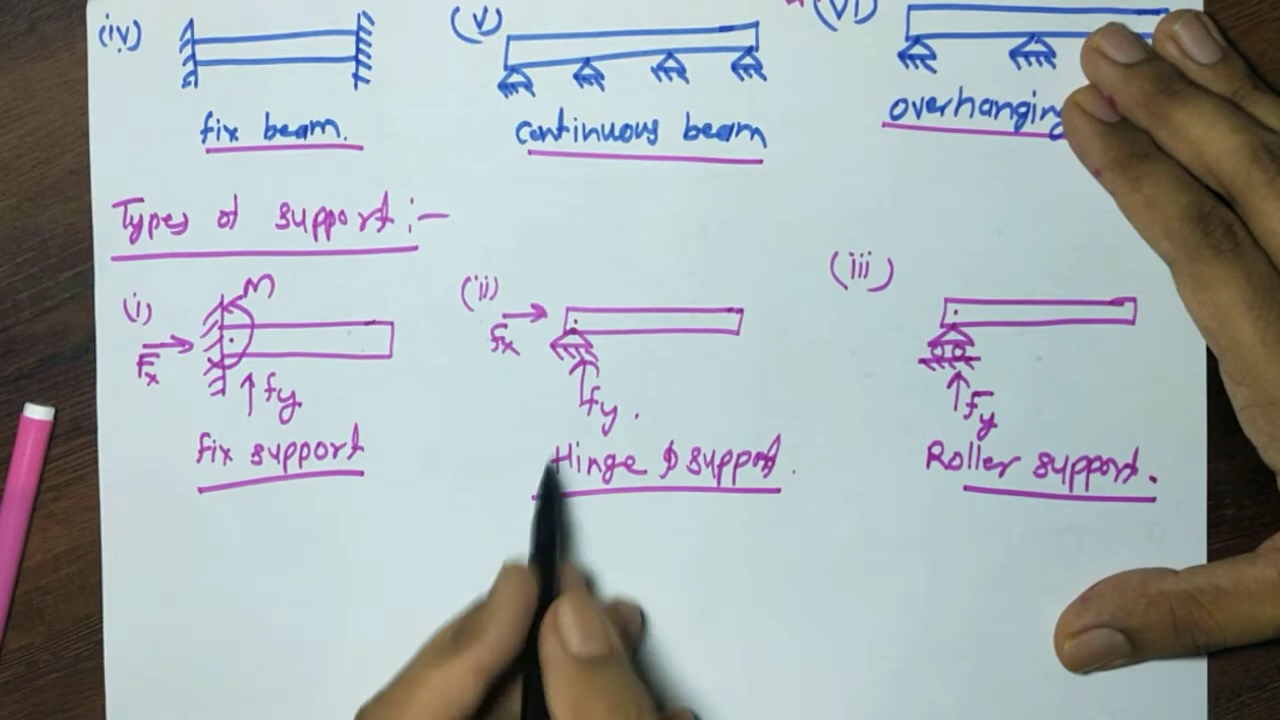 (iv) (v) (vi)
fix beam. continuous beam overhanging
Types of support :-
(i) M (ii) (iii)
Fx fx
fy fy. Fy
fix support Hinge $ support. Roller support.